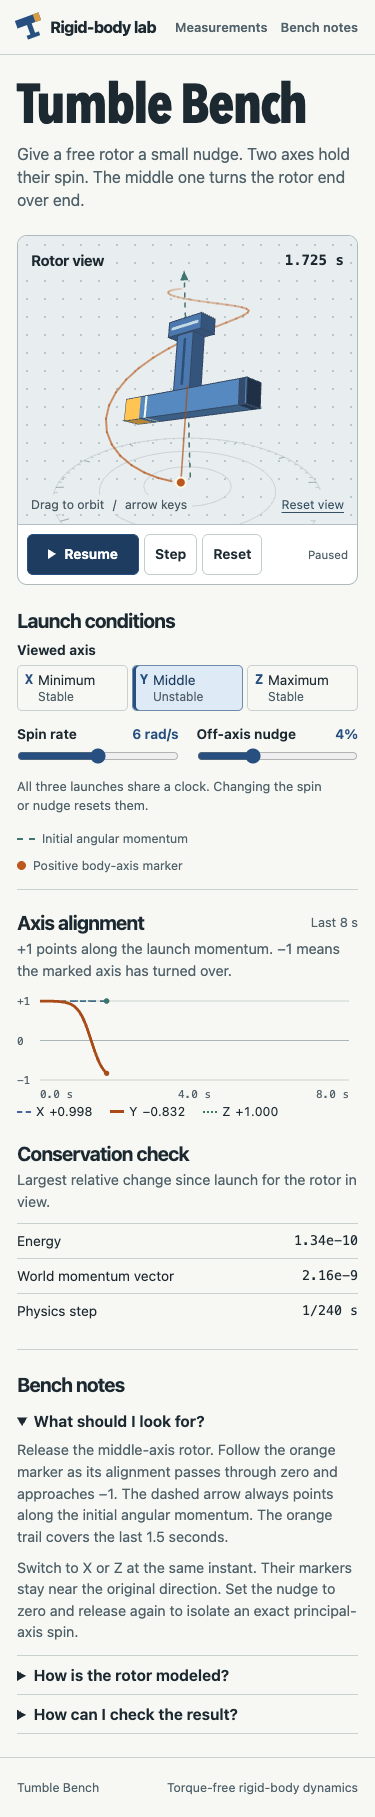 Rigid-body lab
Measurements
Bench notes
Tumble Bench
Give a free rotor a small nudge. Two axes hold
their spin. The middle one turns the rotor end
over end.
Rotor view
1.725 s
Drag to orbit / arrow keys
Reset view
Resume
Step
Reset
Paused
Launch conditions
Viewed axis
X Minimum
Stable
Y Middle
Unstable
Z Maximum
Stable
Spin rate
6 rad/s
Off-axis nudge
4%
All three launches share a clock. Changing the spin
or nudge resets them.
Initial angular momentum
Positive body-axis marker
Axis alignment
Last 8 s
+1 points along the launch momentum. −1 means
the marked axis has turned over.
+1
0
−1
0.0 s
4.0 s
8.0 s
X +0.998
Y −0.832
Z +1.000
Conservation check
Largest relative change since launch for the rotor in
view.
Energy
1.34e−10
World momentum vector
2.16e−9
Physics step
1/240 s
Bench notes
What should I look for?
Release the middle-axis rotor. Follow the orange
marker as its alignment passes through zero and
approaches −1. The dashed arrow always points
along the initial angular momentum. The orange
trail covers the last 1.5 seconds.
Switch to X or Z at the same instant. Their markers
stay near the original direction. Set the nudge to
zero and release again to isolate an exact principal-
axis spin.
How is the rotor modeled?
How can I check the result?
Tumble Bench
Torque-free rigid-body dynamics